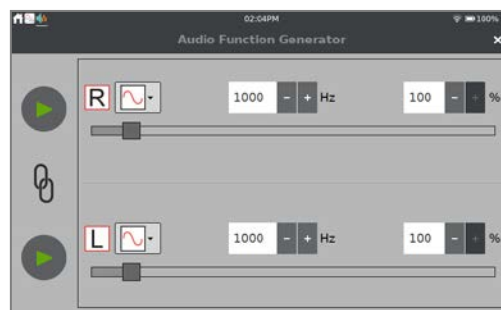 02:04PM 100%
Audio Function Generator ×
R 1000 - + Hz 100 - + %
L 1000 - + Hz 100 - + %